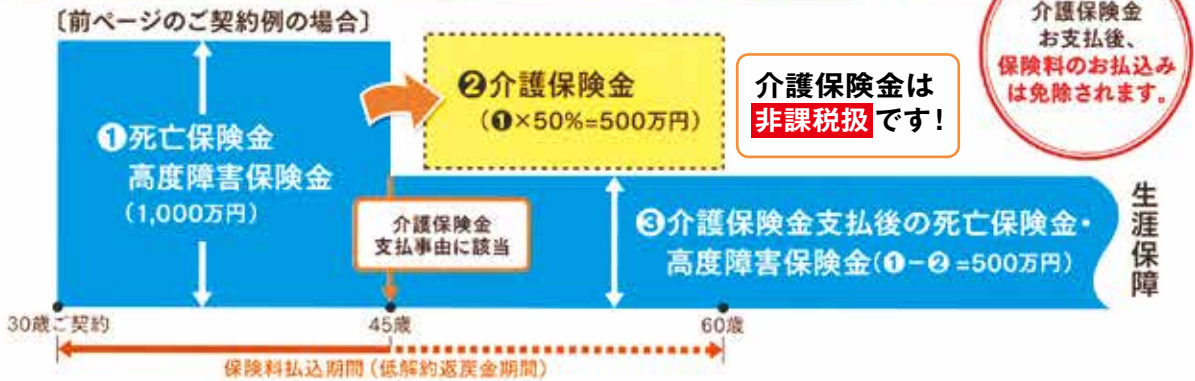 〔前ページのご契約例の場合〕
❶死亡保険金
高度障害保険金
(1,000万円)
❷介護保険金
(❶×50%=500万円)
介護保険金は
非課税扱です!
介護保険金
お支払後、
保険料のお払込み
は免除されます。
介護保険金
支払事由に該当
❸介護保険金支払後の死亡保険金・
高度障害保険金(❶-❷=500万円)
生涯保障
30歳ご契約
45歳
60歳
保険料払込期間(低解約返戻金期間)